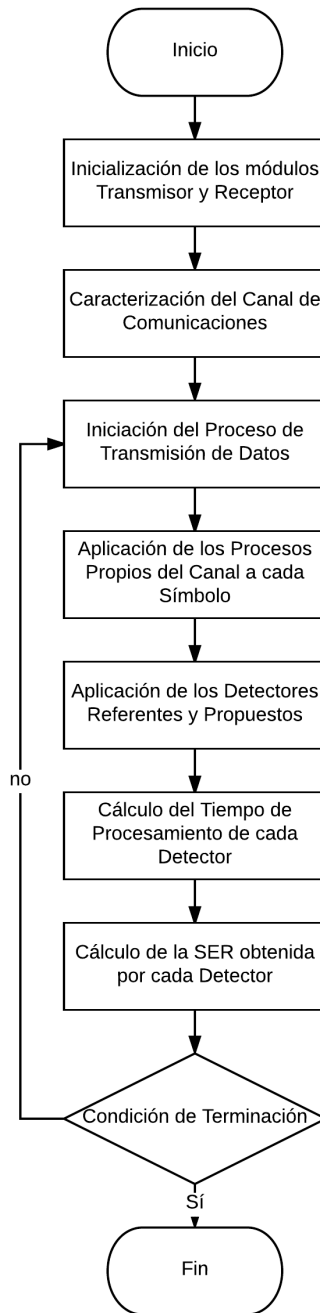 Inicio
Inicialización de los módulos
Transmisor y Receptor
Caracterización del Canal de
Comunicaciones
Iniciación del Proceso de
Transmisión de Datos
Aplicación de los Procesos
Propios del Canal a cada
Símbolo
Aplicación de los Detectores
Referentes y Propuestos
no
Cálculo del Tiempo de
Procesamiento de cada
Detector
Cálculo de la SER obtenida
por cada Detector
Condición de Terminación
Sí
Fin